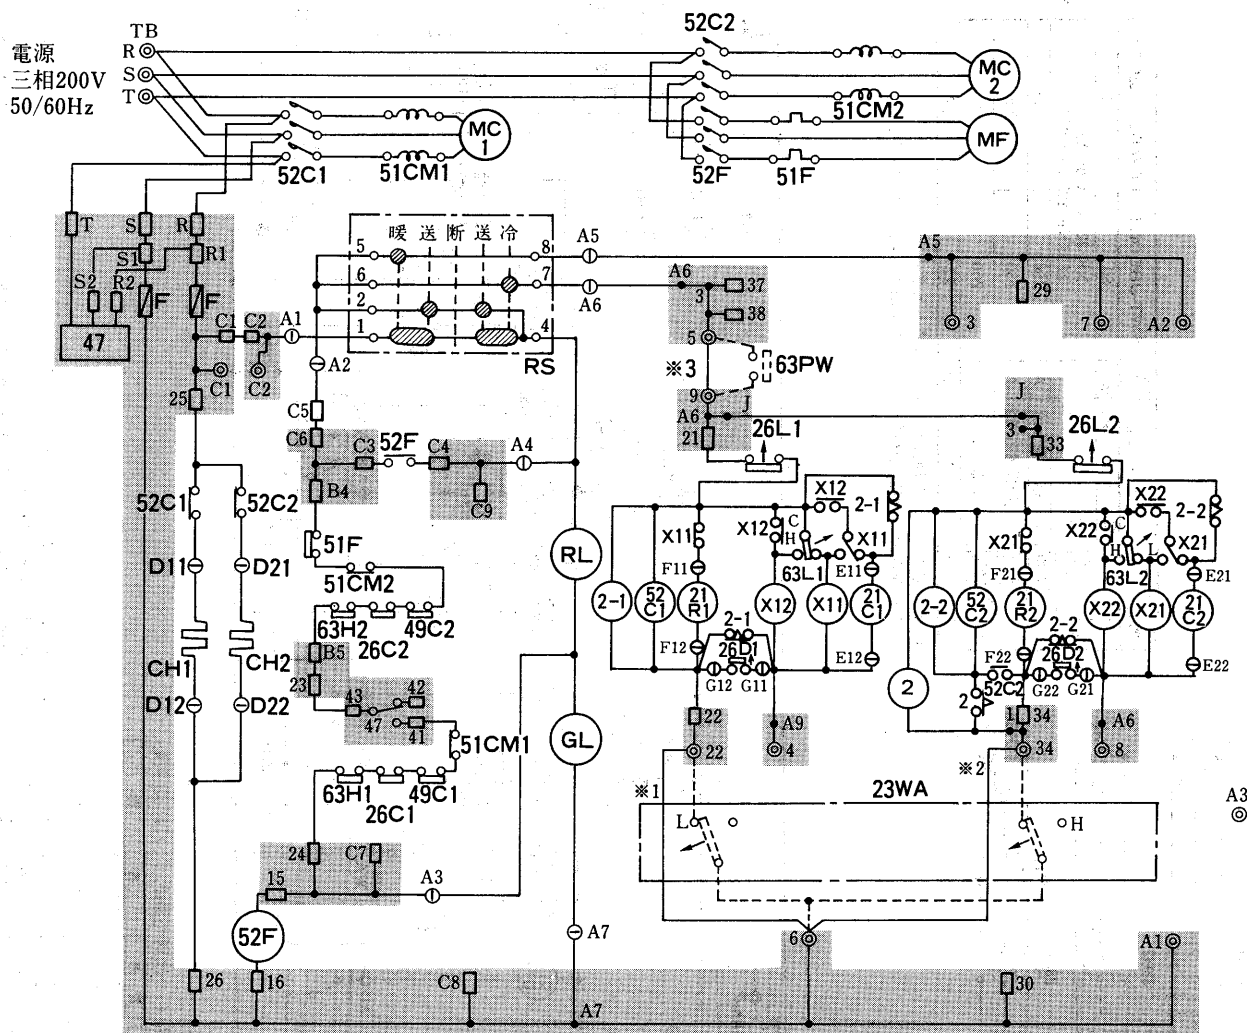 TB
電源
三相200V
50/60Hz
R
S
T
52C2
MC
2
51CM2
MC
1
52C1
51CM1
MF
52F
51F
T
S
R
S1
R1
S2
R2
F
F
47
C1
C2
A1
C1
C2
25
暖 送 断 送 冷
5
8
A5
6
7
A6
2
1
4
RS
A2
A5
3
29
7
A2
A6
3
37
38
5
※3
63PW
9
A6
J
21
26L1
J
3
33
26L2
C5
C6
C3
52F
C4
A4
B4
C9
52C1
52C2
D11
D21
CH1
CH2
D12
D22
51F
51CM2
63H2
26C2
49C2
B5
23
43
42
47
41
51CM1
63H1
26C1
49C1
24
C7
15
A3
52F
26
16
C8
RL
GL
A7
A7
X12
2-1
X11
X12
C
H
X11
63L1
F11
E11
2-1
52
C1
21
R1
X12
X11
21
C1
2-1
F12
26D1
E12
G12
G11
22
A9
22
4
X22
2-2
X21
X22
C
H
L
X21
63L2
F21
E21
2-2
52
C2
21
R2
X22
X21
21
C2
2-2
F22
26D2
E22
52C2
G22
G21
2
2
1
34
A6
34
8
※2
※1
23WA
L
H
A3
6
A1
30